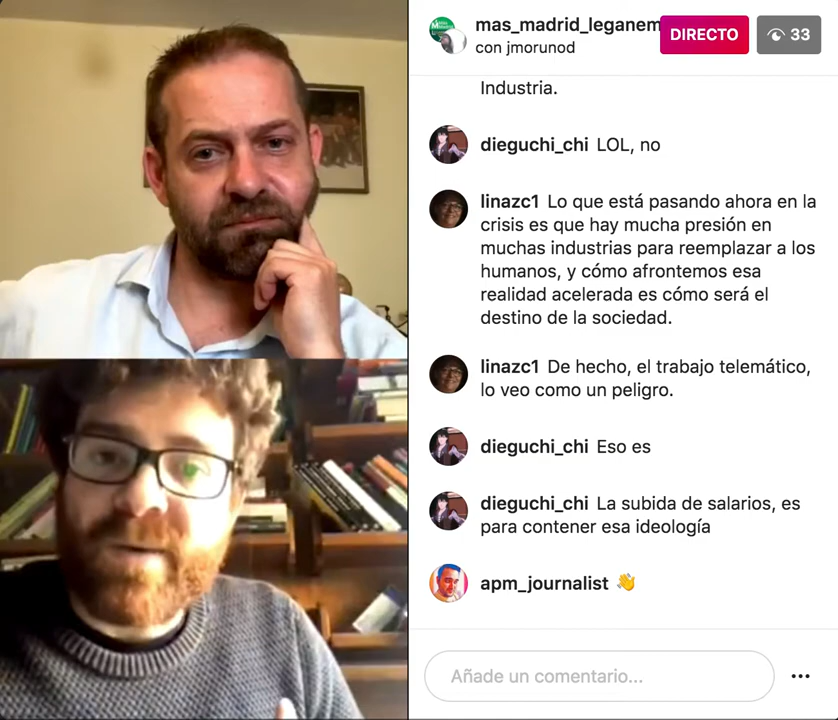 mas_madrid_leganem
con jmorunod
DIRECTO
33
Industria.
dieguchi_chi LOL, no
linazc1 Lo que está pasando ahora en la
crisis es que hay mucha presión en
muchas industrias para reemplazar a los
humanos, y cómo afrontemos esa
realidad acelerada es cómo será el
destino de la sociedad.
linazc1 De hecho, el trabajo telemático,
lo veo como un peligro.
dieguchi_chi Eso es
dieguchi_chi La subida de salarios, es
para contener esa ideología
apm_journalist 👋
Añade un comentario...